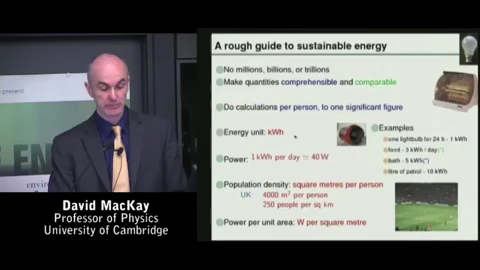 present
EN
enviro
David MacKay
Professor of Physics
University of Cambridge
A rough guide to sustainable energy
No millions, billions, or trillions
Make quantities comprehensible and comparable
Do calculations per person, to one significant figure
Energy unit: kWh
Power: 1 kWh per day ≃ 40 W
Population density: square metres per person
UK: 4000 m² per person
250 people per sq km
Power per unit area: W per square metre
Examples
one lightbulb for 24 h - 1 kWh
food - 3 kWh / day(*)
bath - 5 kWh(*)
litre of petrol - 10 kWh